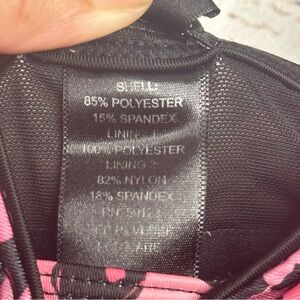 SHELL:
85% POLYESTER
15% SPANDEX
LINING 1:
100% POLYESTER
LINING 2:
82% NYLON
18% SPANDEX